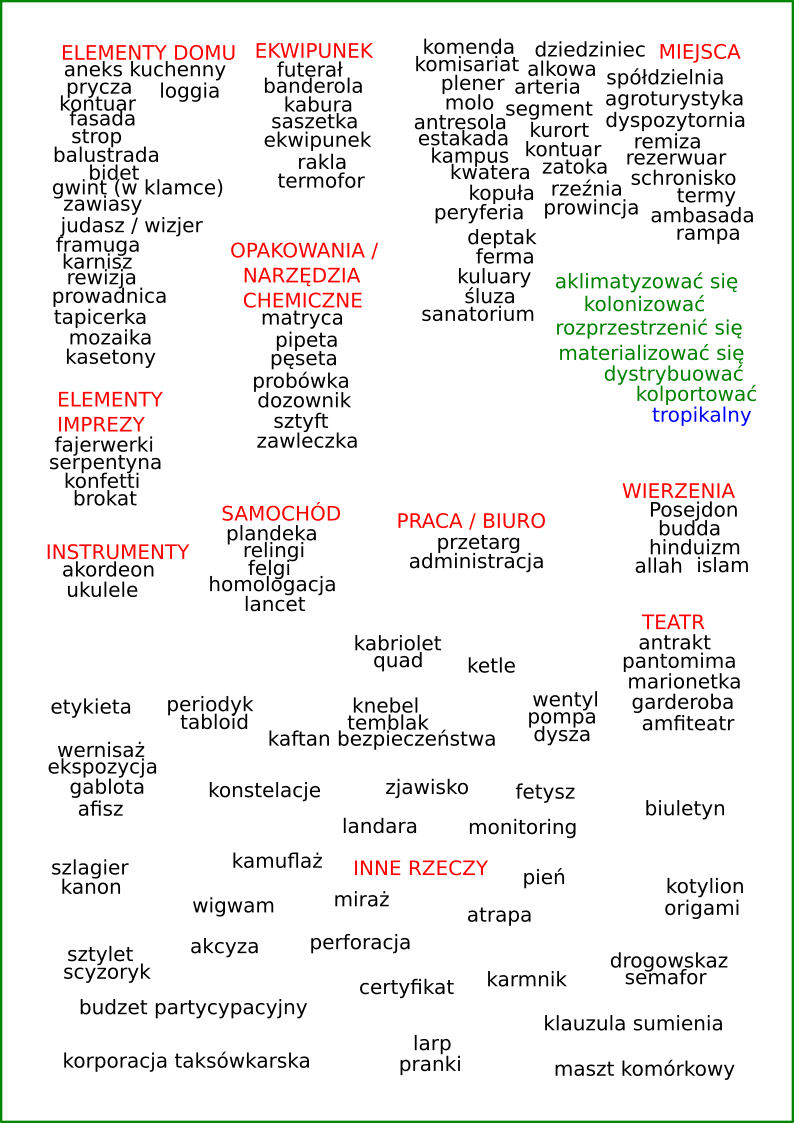 ELEMENTY DOMU
aneks kuchenny
prycza
loggia
kontuar
fasada
strop
balustrada
bidet
gwint (w klamce)
zawiasy
judasz / wizjer
framuga
karnisz
rewizja
prowadnica
tapicerka
mozaika
kasetony
EKWIPUNEK
futerał
banderola
kabura
saszetka
ekwipunek
rakla
termofor
OPAKOWANIA /
NARZĘDZIA
CHEMICZNE
matryca
pipeta
pęseta
probówka
dozownik
sztyft
zawleczka
MIEJSCA
komenda
komisariat
plener
molo
antresola
estakada
kampus
kwatera
kopuła
peryferia
deptak
ferma
kuluary
śluza
sanatorium
dziedziniec
alkowa
arteria
segment
kurort
kontuar
zatoka
rzeźnia
prowincja
spółdzielnia
agroturystyka
dyspozytornia
remiza
rezerwuar
schronisko
termy
ambasada
rampa
aklimatyzować się
kolonizować
rozprzestrzenić się
materializować się
dystrybuować
kolportować
tropikalny
ELEMENTY
IMPREZY
fajerwerki
serpentyna
konfetti
brokat
INSTRUMENTY
akordeon
ukulele
SAMOCHÓD
plandeka
relingi
felgi
homologacja
lancet
PRACA / BIURO
przetarg
administracja
WIERZENIA
Posejdon
budda
hinduizm
allah islam
TEATR
antrakt
pantomima
marionetka
garderoba
amfiteatr
kabriolet
quad
ketle
etykieta
periodyk
tabloid
knebel
temblak
kaftan bezpieczeństwa
wentyl
pompa
dysza
wernisaż
ekspozycja
gablota
afisz
konstelacje
zjawisko
fetysz
biuletyn
landara
monitoring
szlagier
kanon
kamuflaż
INNE RZECZY
pień
kotylion
origami
wigwam
miraż
atrapa
akcyza
perforacja
sztylet
scyzoryk
drogowskaz
semafor
certyfikat
karmnik
budzet partycypacyjny
klauzula sumienia
larp
pranki
korporacja taksówkarska
maszt komórkowy